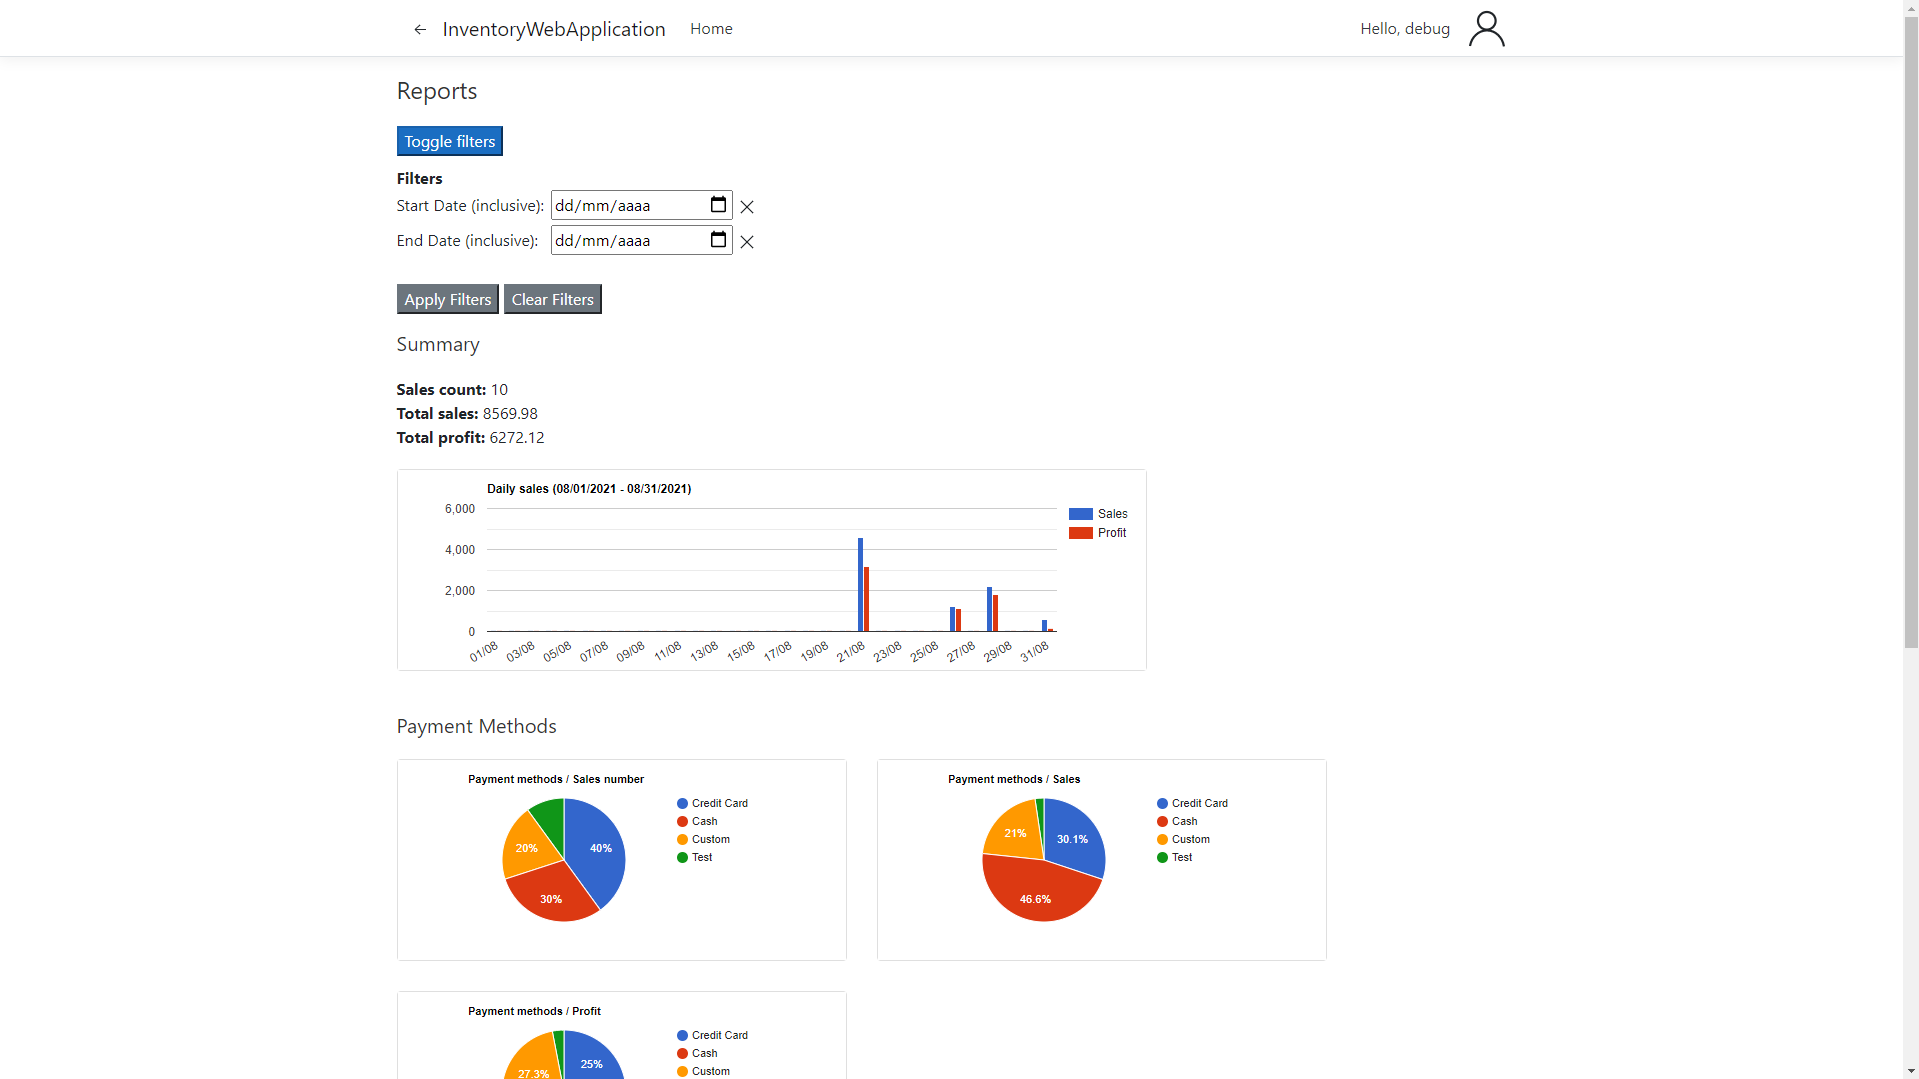 ← InventoryWebApplication Home Hello, debug
Reports
Toggle filters
Filters
Start Date (inclusive): dd/mm/aaaa
End Date (inclusive): dd/mm/aaaa
Apply Filters Clear Filters
Summary
Sales count: 10
Total sales: 8569.98
Total profit: 6272.12
Daily sales (08/01/2021 - 08/31/2021)
6,000
4,000
2,000
0
01/08 03/08 05/08 07/08 09/08 11/08 13/08 15/08 17/08 19/08 21/08 23/08 25/08 27/08 29/08 31/08
Sales
Profit
Payment Methods
Payment methods / Sales number
40%
20%
30%
Credit Card
Cash
Custom
Test
Payment methods / Sales
21%
30.1%
46.6%
Credit Card
Cash
Custom
Test
Payment methods / Profit
25%
27.3%
Credit Card
Cash
Custom